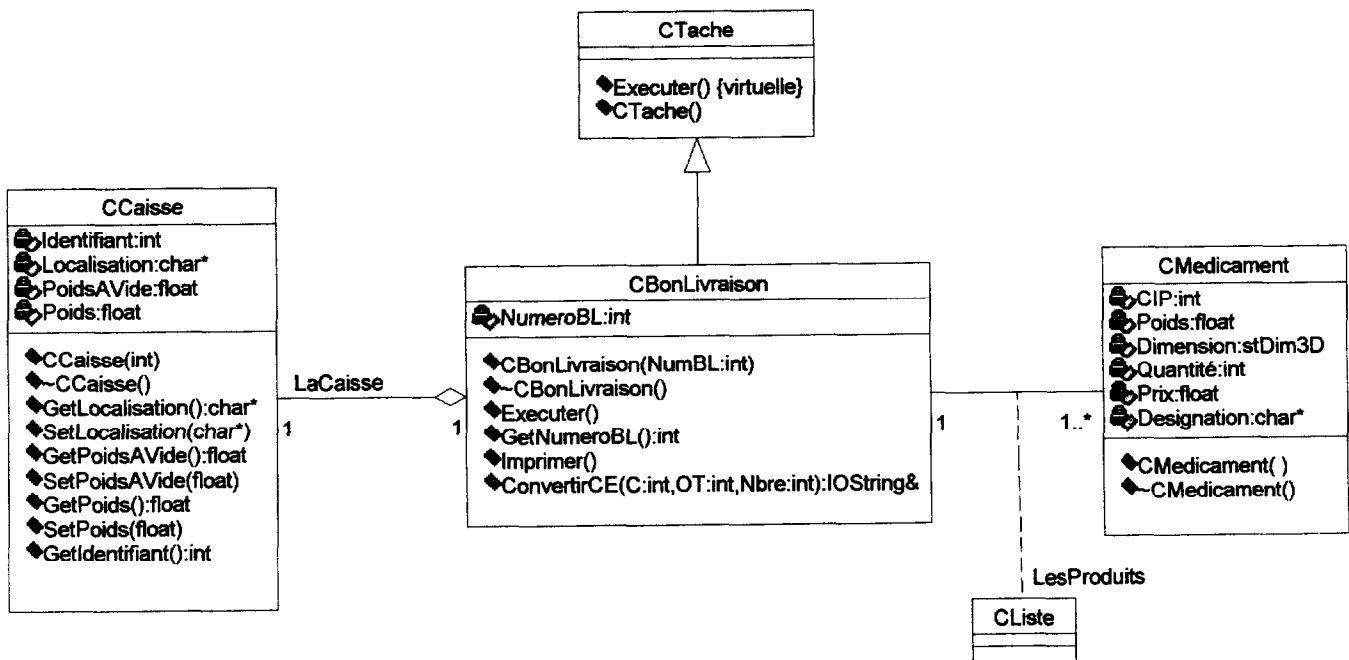 CTache
Executer() {virtuelle}
CTache()
CCaisse
Identifiant:int
Localisation:char*
PoidsAVide:float
Poids:float
CCaisse(int)
~CCaisse()
GetLocalisation():char*
SetLocalisation(char*)
GetPoidsAVide():float
SetPoidsAVide(float)
GetPoids():float
SetPoids(float)
GetIdentifiant():int
LaCaisse
1
1
CBonLivraison
NumeroBL:int
CBonLivraison(NumBL:int)
~CBonLivraison()
Executer()
GetNumeroBL():int
Imprimer()
ConvertirCE(C:int,OT:int,Nbre:int):IOString&
1
1..*
CMedicament
CIP:int
Poids:float
Dimension:stDim3D
Quantité:int
Prix:float
Designation:char*
CMedicament( )
~CMedicament()
LesProduits
CListe